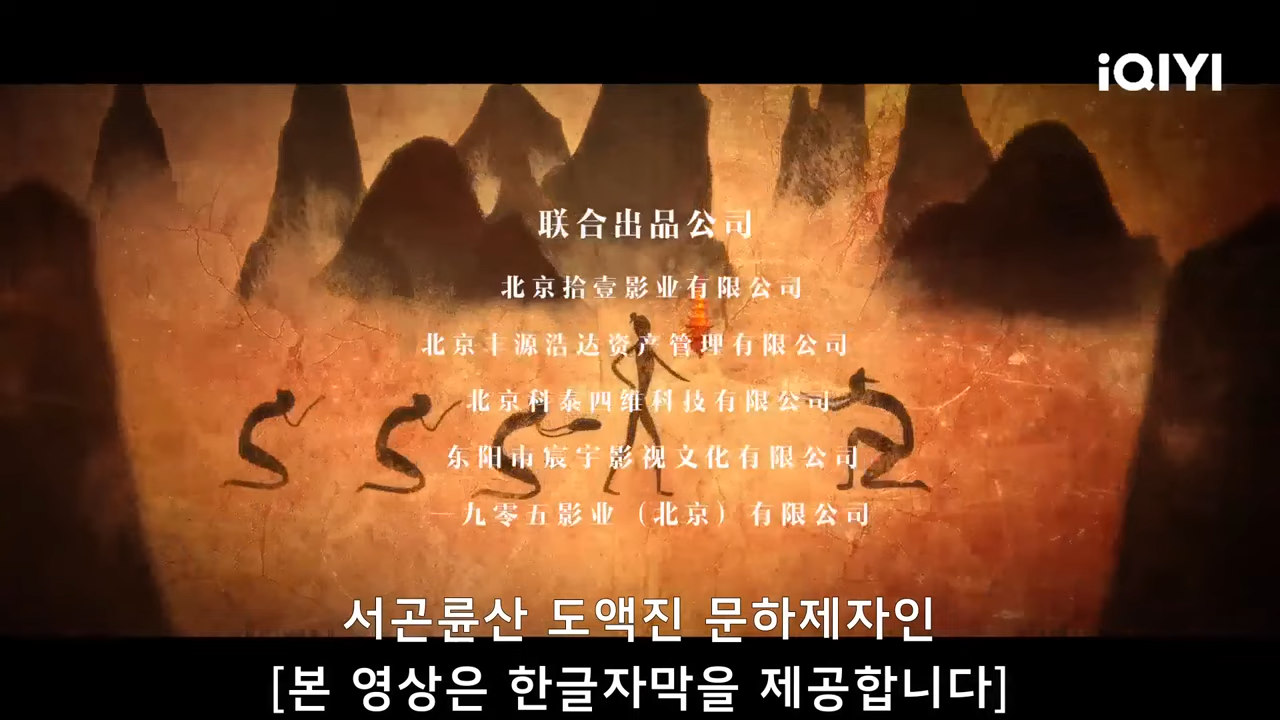 iQIYI
联合出品公司
北京拾壹影业有限公司
北京丰源浩达资产管理有限公司
北京科泰四维科技有限公司
东阳市宸宇影视文化有限公司
一九零五影业（北京）有限公司
서곤륜산 도액진 문하제자인
[본 영상은 한글자막을 제공합니다]